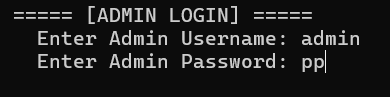 ===== [ADMIN LOGIN] =====
Enter Admin Username: admin
Enter Admin Password: pp